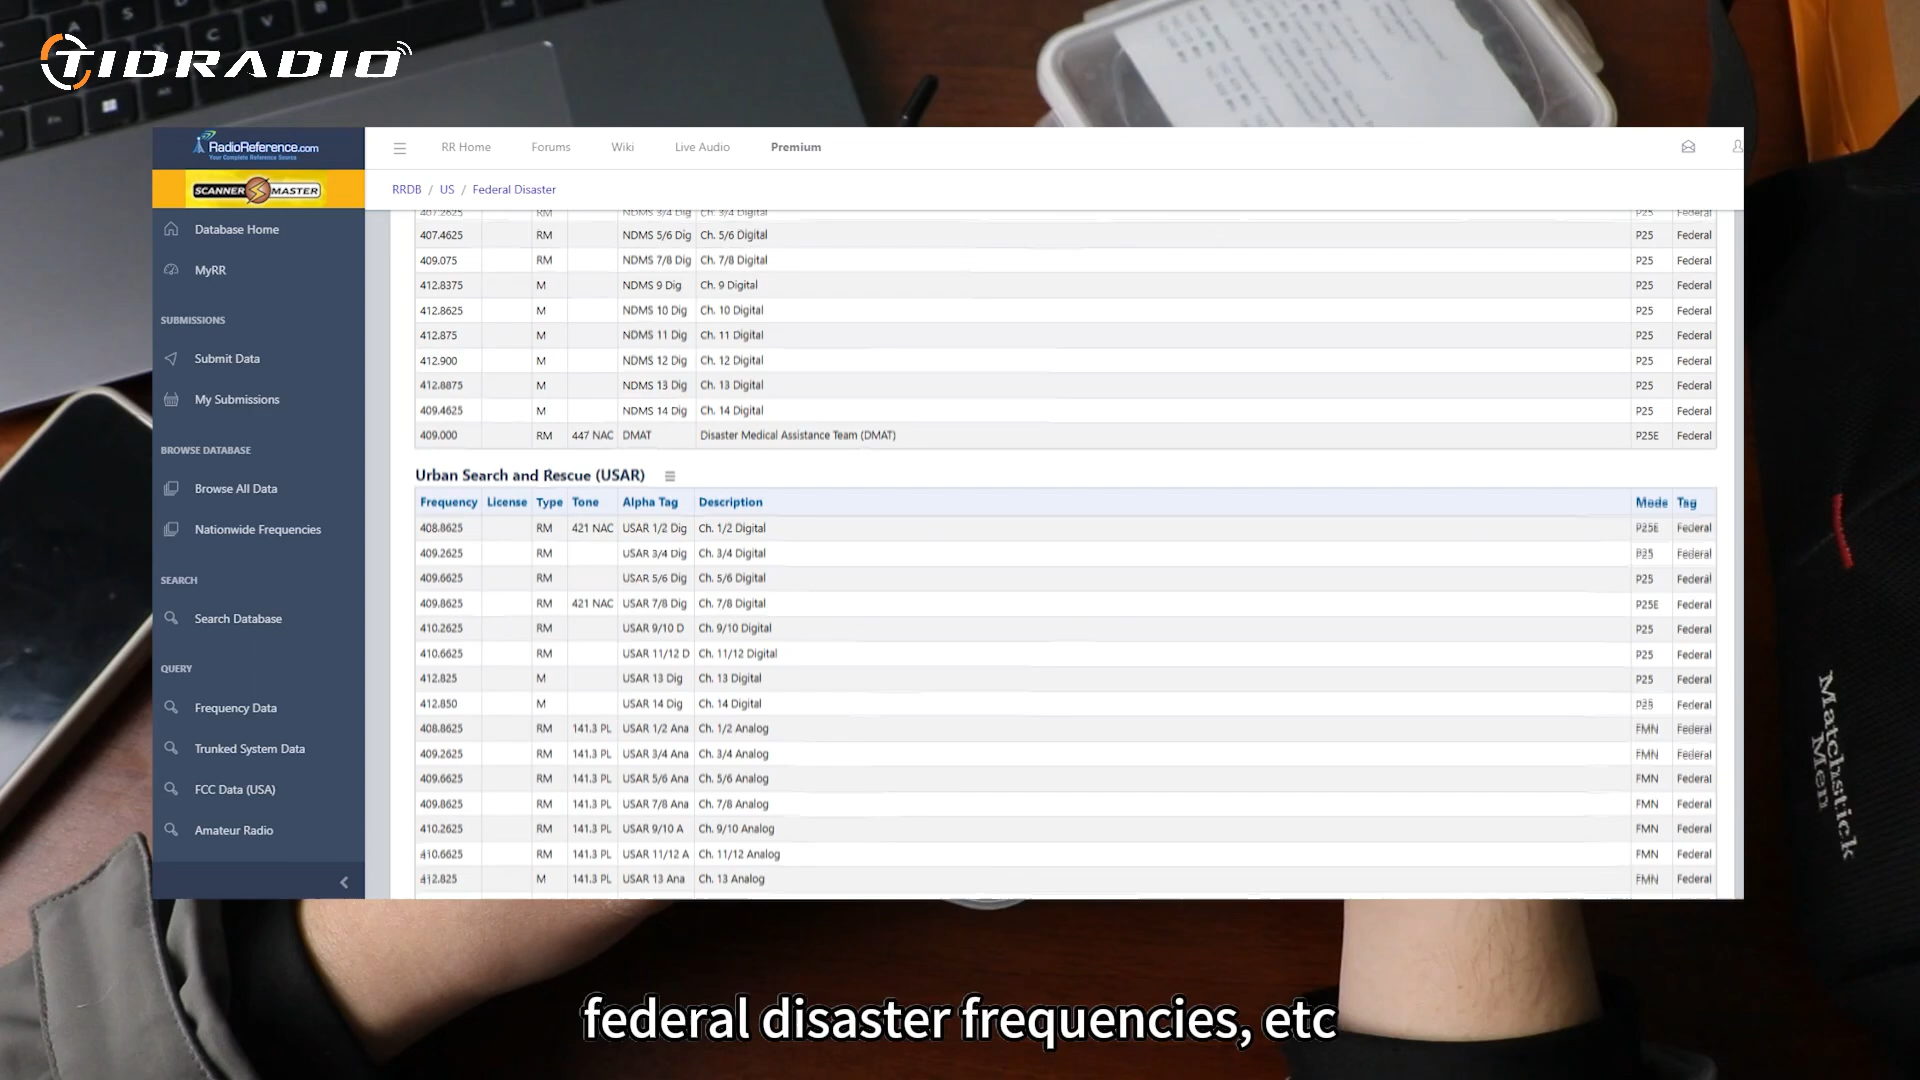 TIDRADIO
RadioReference.com
Your Complete Reference Source
RR Home Forums Wiki Live Audio Premium
SCANNER MASTER
RRDB / US / Federal Disaster
Database Home
MyRR
SUBMISSIONS
Submit Data
My Submissions
BROWSE DATABASE
Browse All Data
Nationwide Frequencies
SEARCH
Search Database
QUERY
Frequency Data
Trunked System Data
FCC Data (USA)
Amateur Radio
407.2625 RM NDMS 3/4 Dig Ch. 3/4 Digital P25 Federal
407.4625 RM NDMS 5/6 Dig Ch. 5/6 Digital P25 Federal
409.075 RM NDMS 7/8 Dig Ch. 7/8 Digital P25 Federal
412.8375 M NDMS 9 Dig Ch. 9 Digital P25 Federal
412.8625 M NDMS 10 Dig Ch. 10 Digital P25 Federal
412.875 M NDMS 11 Dig Ch. 11 Digital P25 Federal
412.900 M NDMS 12 Dig Ch. 12 Digital P25 Federal
412.8875 M NDMS 13 Dig Ch. 13 Digital P25 Federal
409.4625 M NDMS 14 Dig Ch. 14 Digital P25 Federal
409.000 RM 447 NAC DMAT Disaster Medical Assistance Team (DMAT) P25E Federal
Urban Search and Rescue (USAR)
Frequency License Type Tone Alpha Tag Description Mode Tag
408.8625 RM 421 NAC USAR 1/2 Dig Ch. 1/2 Digital P25E Federal
409.2625 RM USAR 3/4 Dig Ch. 3/4 Digital P25 Federal
409.6625 RM USAR 5/6 Dig Ch. 5/6 Digital P25 Federal
409.8625 RM 421 NAC USAR 7/8 Dig Ch. 7/8 Digital P25E Federal
410.2625 RM USAR 9/10 D Ch. 9/10 Digital P25 Federal
410.6625 RM USAR 11/12 D Ch. 11/12 Digital P25 Federal
412.825 M USAR 13 Dig Ch. 13 Digital P25 Federal
412.850 M USAR 14 Dig Ch. 14 Digital P25 Federal
408.8625 RM 141.3 PL USAR 1/2 Ana Ch. 1/2 Analog FMN Federal
409.2625 RM 141.3 PL USAR 3/4 Ana Ch. 3/4 Analog FMN Federal
409.6625 RM 141.3 PL USAR 5/6 Ana Ch. 5/6 Analog FMN Federal
409.8625 RM 141.3 PL USAR 7/8 Ana Ch. 7/8 Analog FMN Federal
410.2625 RM 141.3 PL USAR 9/10 A Ch. 9/10 Analog FMN Federal
410.6625 RM 141.3 PL USAR 11/12 A Ch. 11/12 Analog FMN Federal
412.825 M 141.3 PL USAR 13 Ana Ch. 13 Analog FMN Federal
Matchstick
Men
federal disaster frequencies, etc